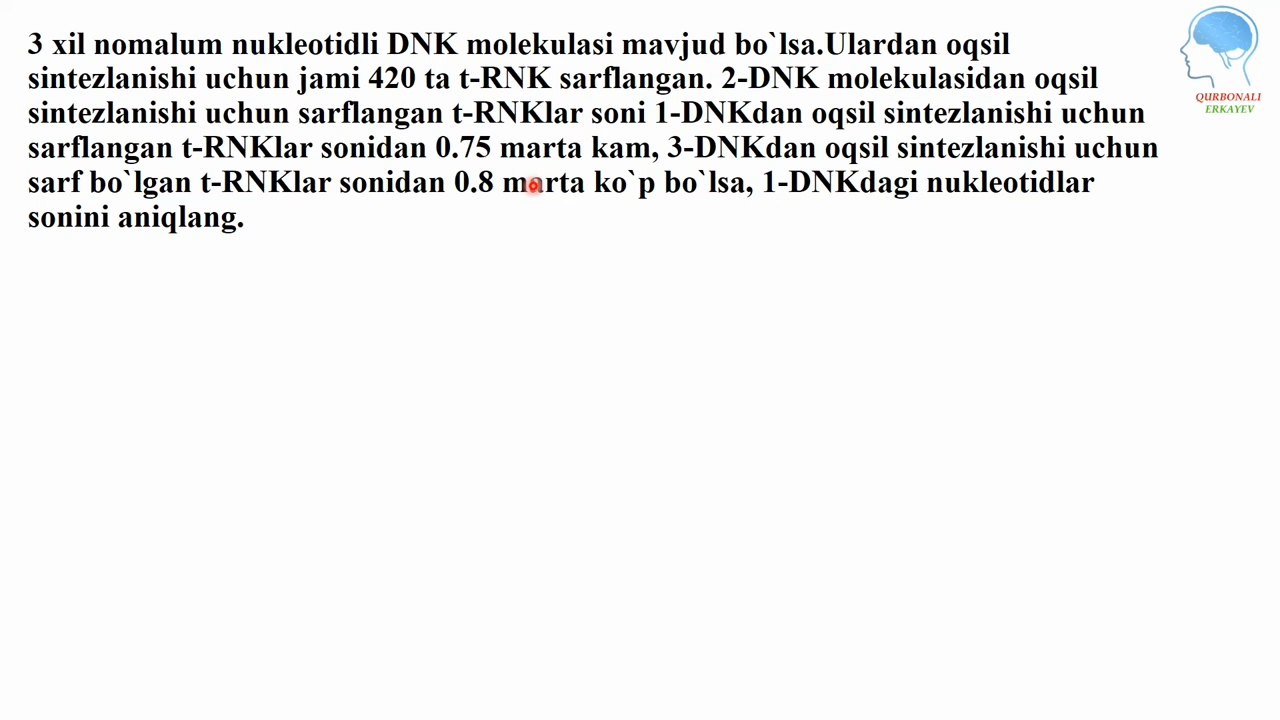 3 xil nomalum nukleotidli DNK molekulasi mavjud bo`lsa.Ulardan oqsil
sintezlanishi uchun jami 420 ta t-RNK sarflangan. 2-DNK molekulasidan oqsil
sintezlanishi uchun sarflangan t-RNKlar soni 1-DNKdan oqsil sintezlanishi uchun
sarflangan t-RNKlar sonidan 0.75 marta kam, 3-DNKdan oqsil sintezlanishi uchun
sarf bo`lgan t-RNKlar sonidan 0.8 marta ko`p bo`lsa, 1-DNKdagi nukleotidlar
sonini aniqlang.
QURBONALI
ERKAYEV